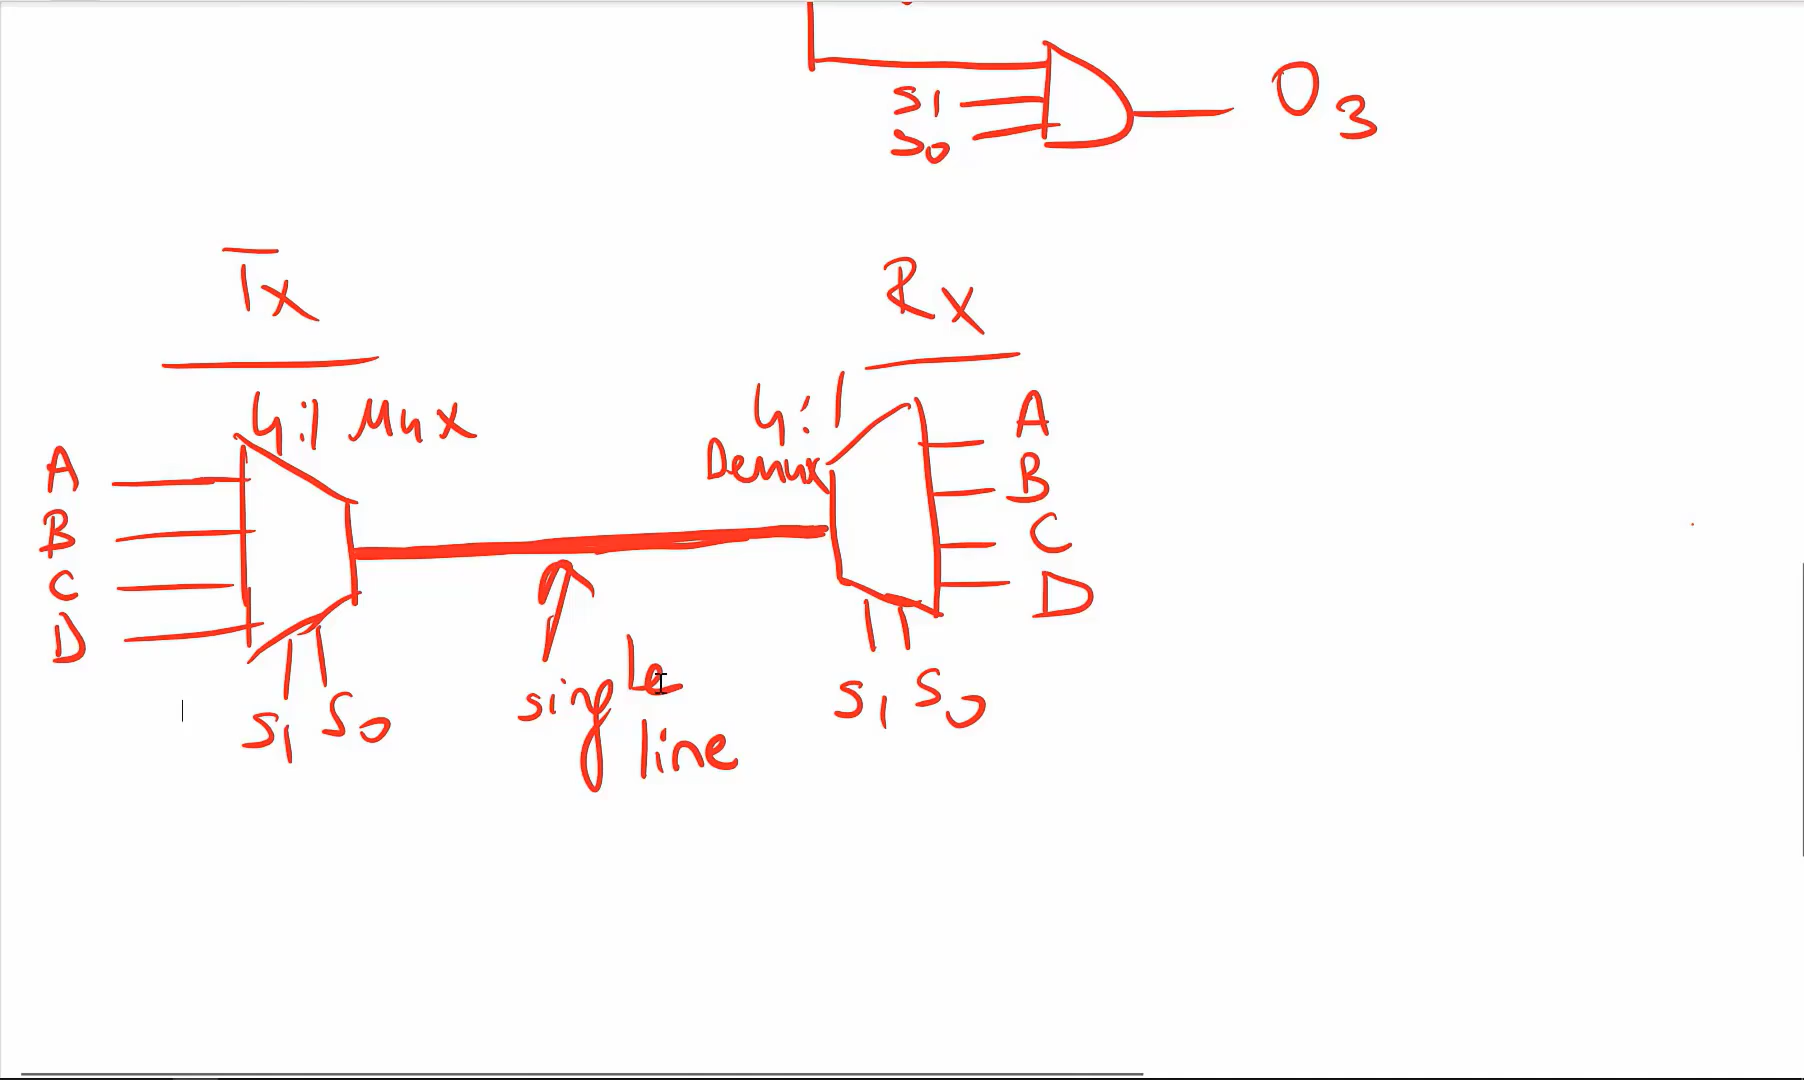 S1
S0
O3
Tx
Rx
4:1 Mux
4:1
Demux
A
B
C
D
A
B
C
D
S1 S0
single
line
S1 S0